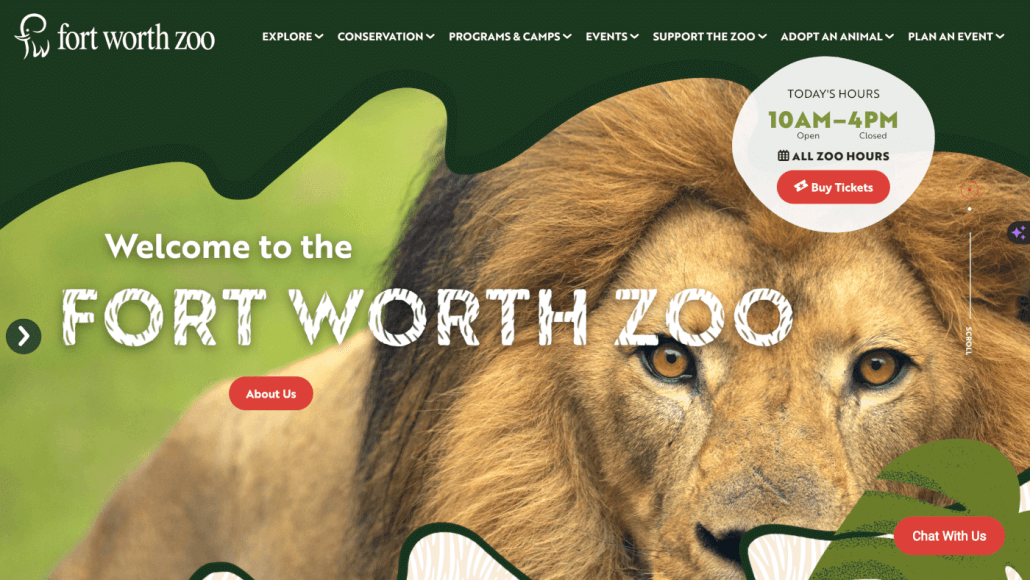 fort worth zoo
EXPLORE CONSERVATION PROGRAMS & CAMPS EVENTS SUPPORT THE ZOO ADOPT AN ANIMAL PLAN AN EVENT
TODAY'S HOURS
10AM–4PM
Open Closed
ALL ZOO HOURS
Buy Tickets
Welcome to the
FORT WORTH ZOO
SCROLL
About Us
Chat With Us